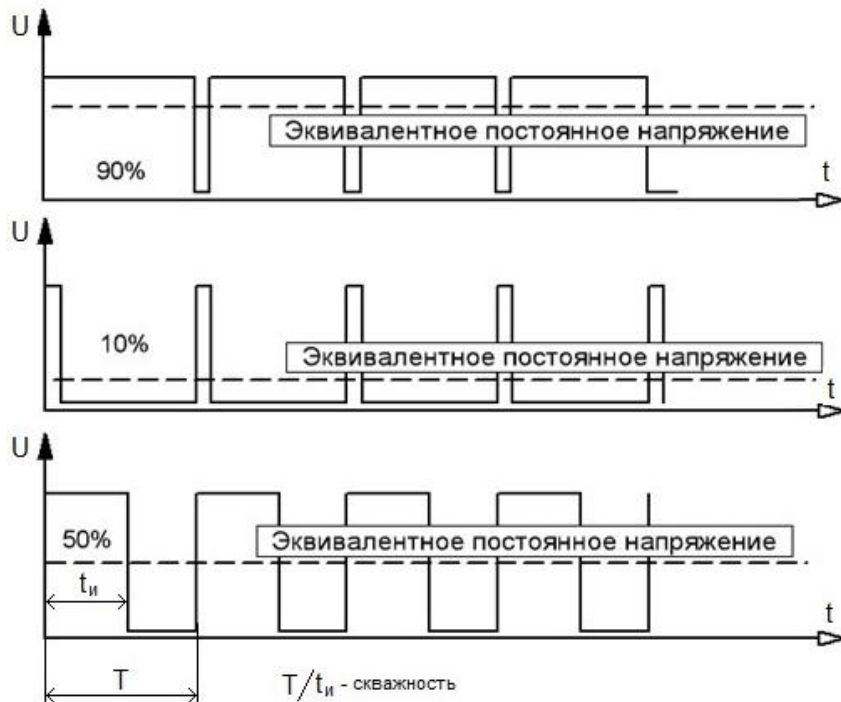 U
Эквивалентное постоянное напряжение
90%
t
U
10%
Эквивалентное постоянное напряжение
t
U
50%
Эквивалентное постоянное напряжение
tи
t
T
T/tи - скважность